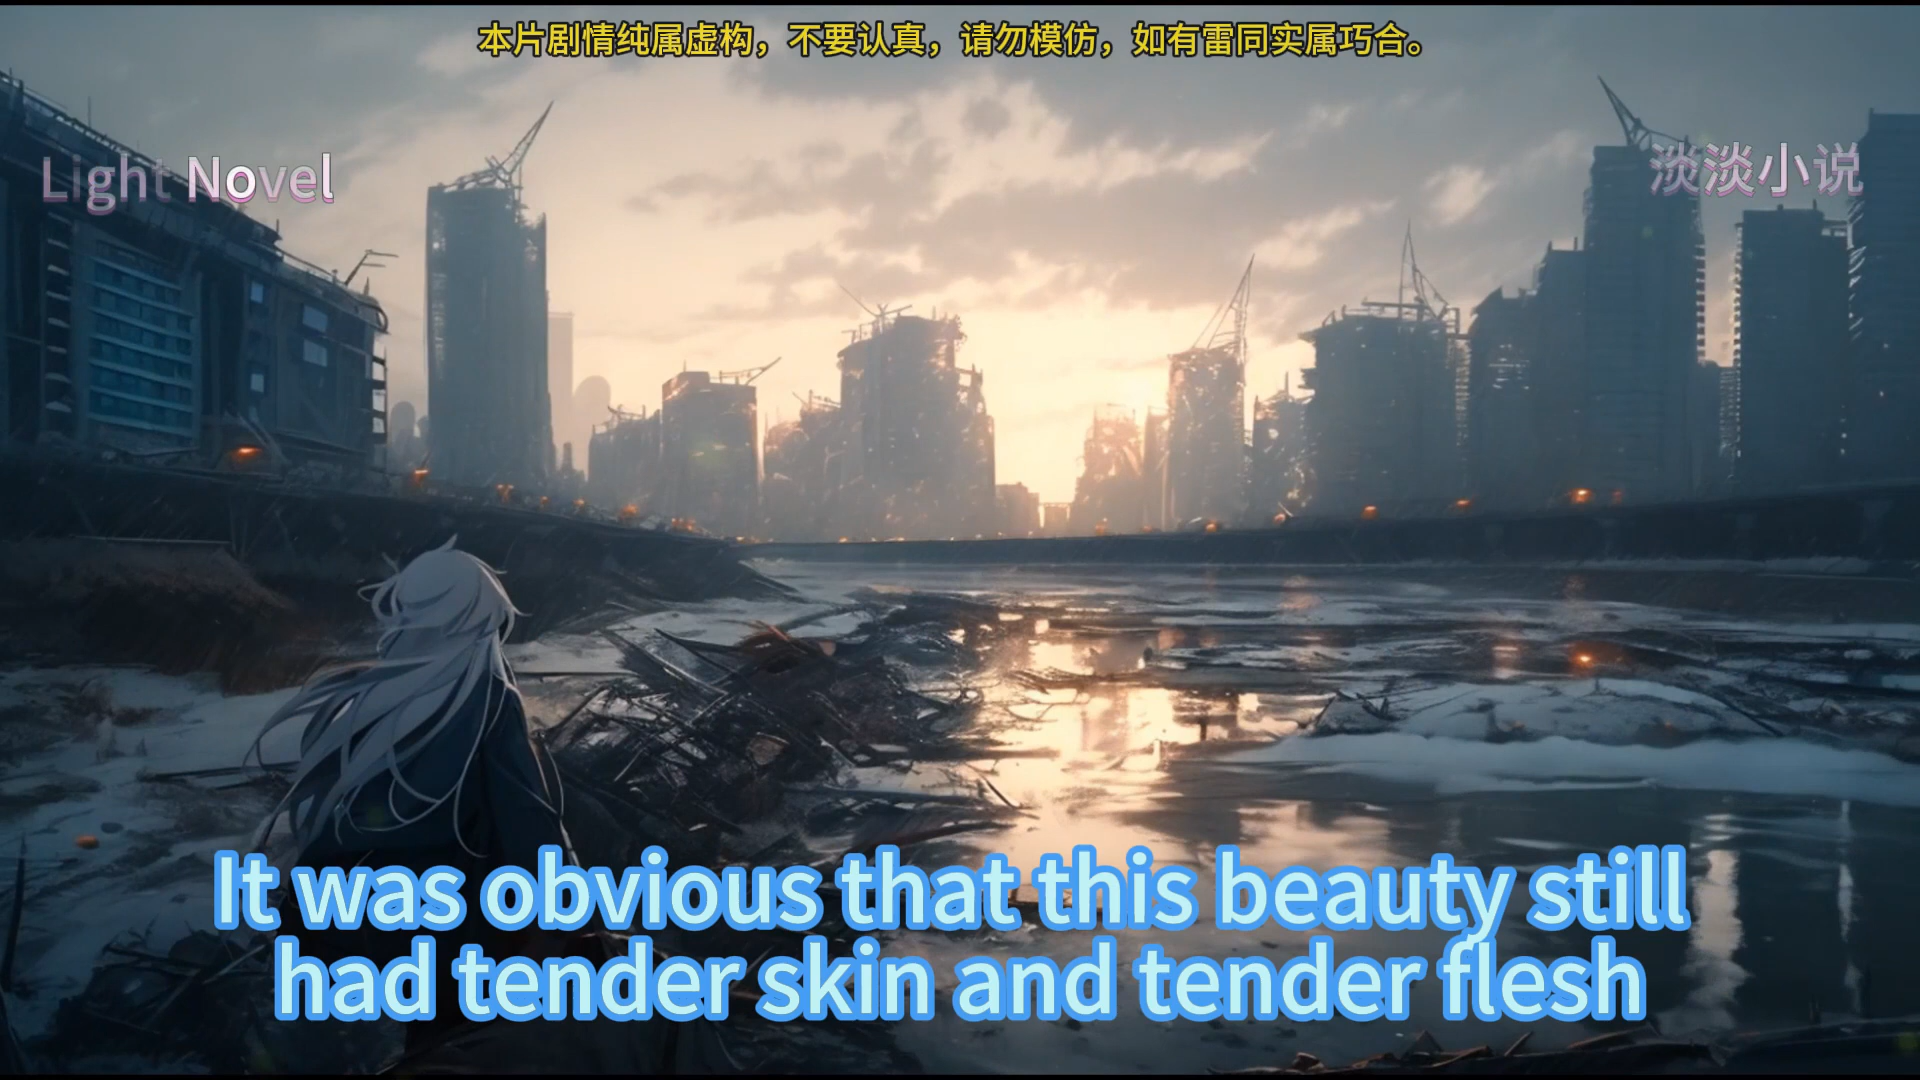 本片剧情纯属虚构，不要认真，请勿模仿，如有雷同实属巧合。
Light Novel
淡淡小说
It was obvious that this beauty still
had tender skin and tender flesh